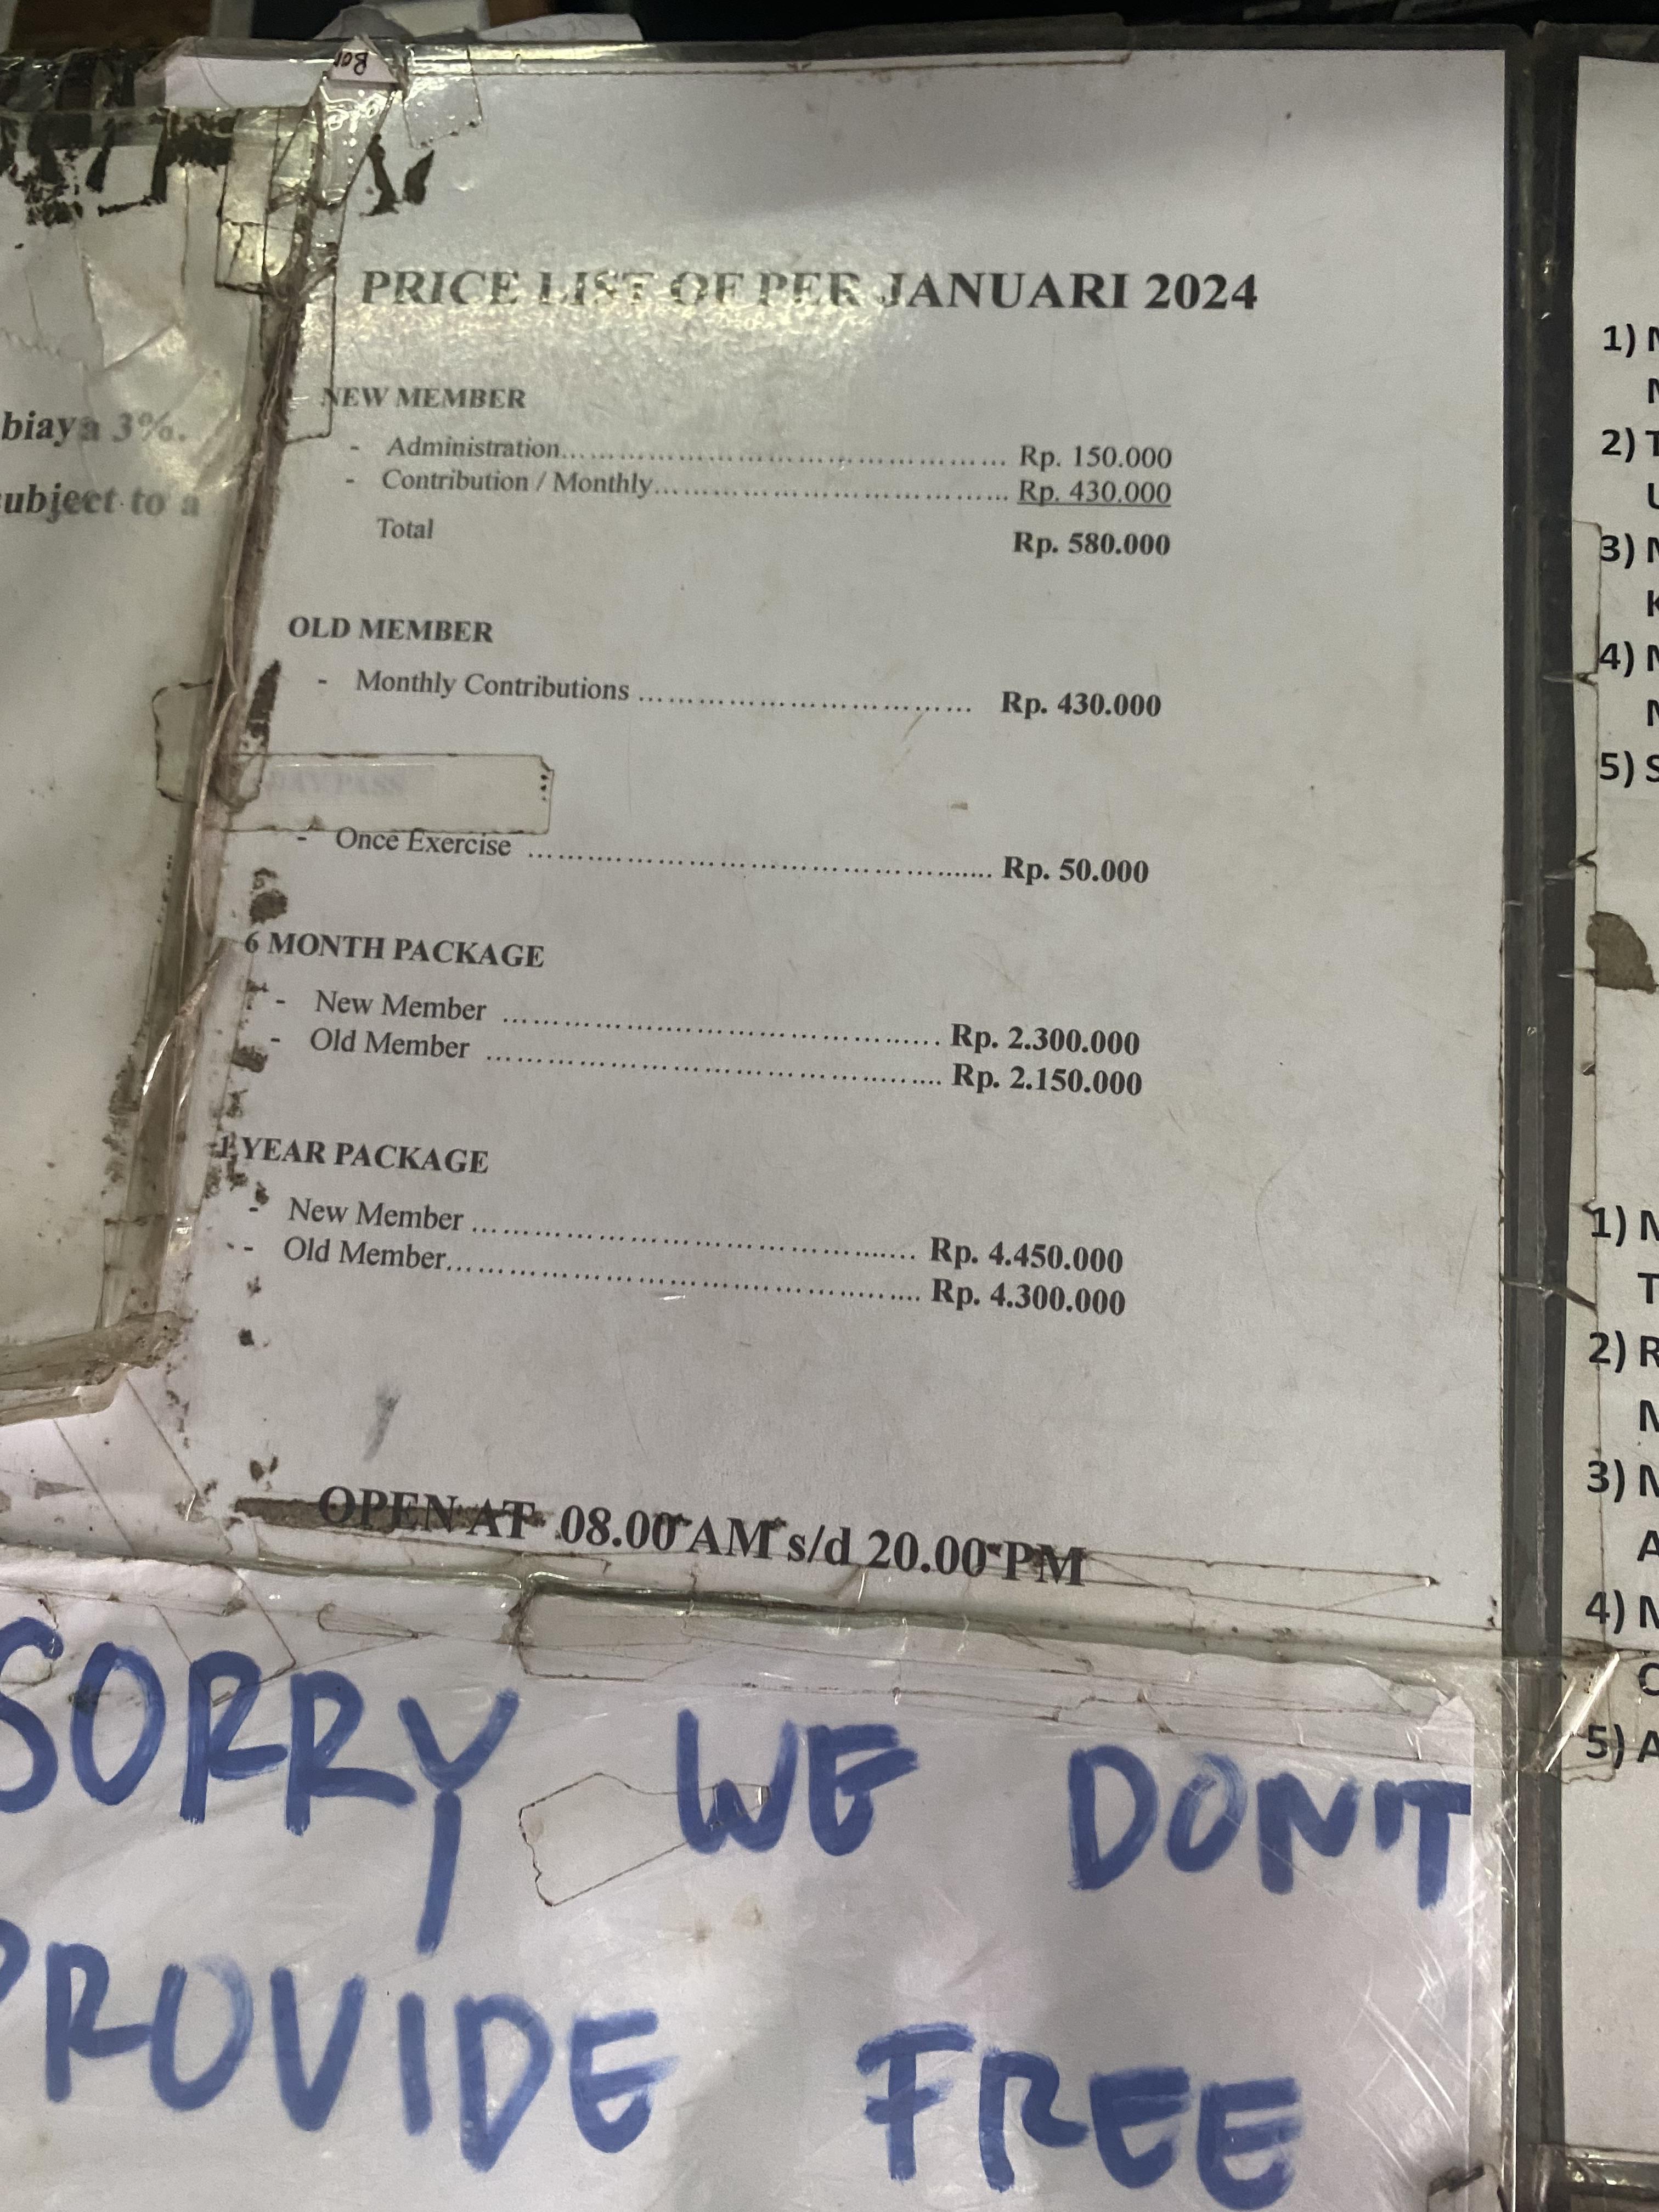 biaya 3%.
subject to a
PRICE LIST OF PER JANUARI 2024
NEW MEMBER
- Administration.......................................... Rp. 150.000
- Contribution / Monthly.................................. Rp. 430.000
Total Rp. 580.000
OLD MEMBER
- Monthly Contributions .................................. Rp. 430.000
DAY PASS
- Once Exercise .......................................... Rp. 50.000
6 MONTH PACKAGE
- New Member .......................................... Rp. 2.300.000
- Old Member .......................................... Rp. 2.150.000
1 YEAR PACKAGE
- New Member .......................................... Rp. 4.450.000
- Old Member.......................................... Rp. 4.300.000
OPEN AT 08.00 AM s/d 20.00 PM
SORRY WE DON'T
PROVIDE FREE
1)
2)
3)
4)
5)
1)
2)
3)
4)
5)